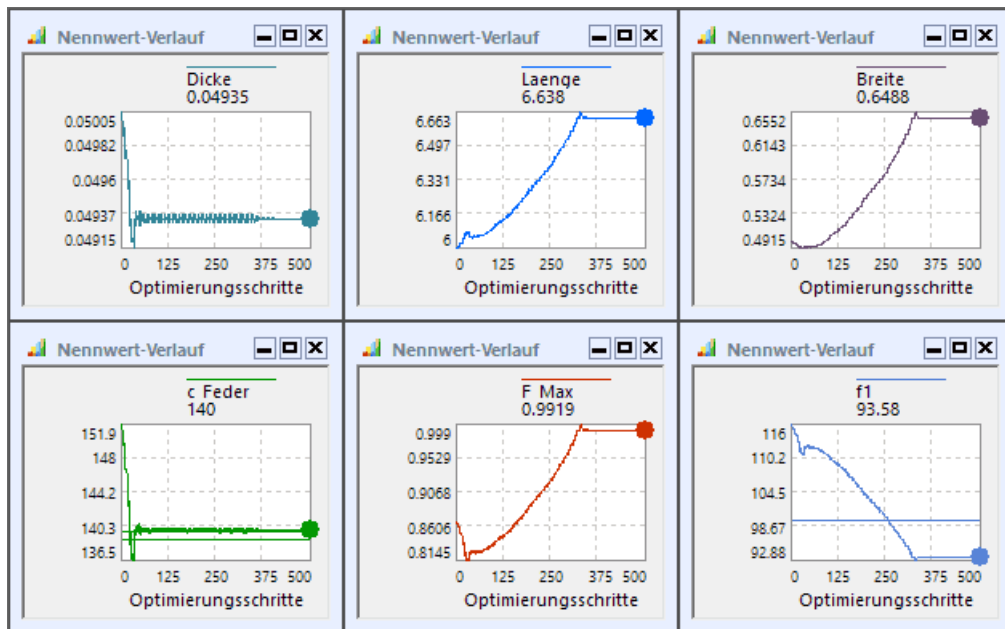 Nennwert-Verlauf
Dicke
0.04935
0.05005
0.04982
0.0496
0.04937
0.04915
0 125 250 375 500
Optimierungsschritte
Nennwert-Verlauf
Laenge
6.638
6.663
6.497
6.331
6.166
6
0 125 250 375 500
Optimierungsschritte
Nennwert-Verlauf
Breite
0.6488
0.6552
0.6143
0.5734
0.5324
0.4915
0 125 250 375 500
Optimierungsschritte
Nennwert-Verlauf
c_Feder
140
151.9
148
144.2
140.3
136.5
0 125 250 375 500
Optimierungsschritte
Nennwert-Verlauf
F_Max
0.9919
0.999
0.9529
0.9068
0.8606
0.8145
0 125 250 375 500
Optimierungsschritte
Nennwert-Verlauf
f1
93.58
116
110.2
104.5
98.67
92.88
0 125 250 375 500
Optimierungsschritte